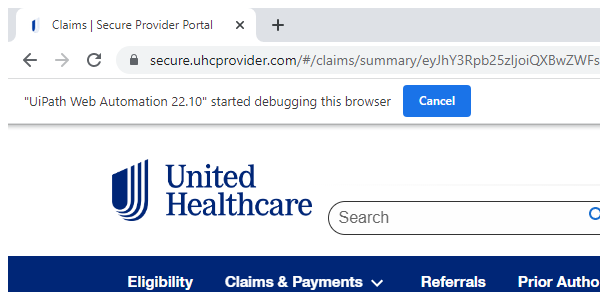 Claims | Secure Provider Portal
secure.uhcprovider.com/#/claims/summary/eyJhY3Rpb25zIjoiQXBwZWFs
"UiPath Web Automation 22.10" started debugging this browser
Cancel
United
Healthcare
Search
Eligibility Claims & Payments Referrals Prior Autho